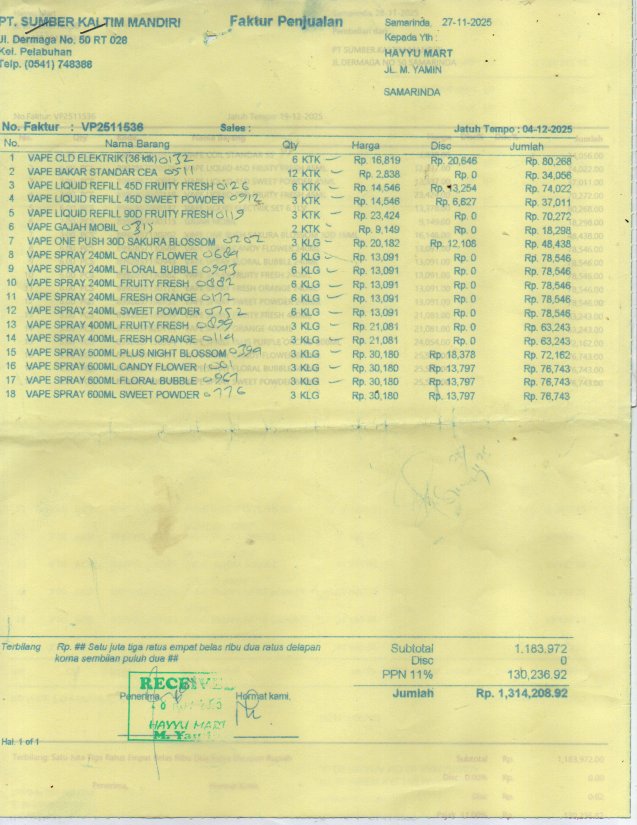 PT. SUMBER KALTIM MANDIRI
Jl. Dermaga No. 50 RT 028
Kel. Pelabuhan
Telp. (0541) 748388
Faktur Penjualan
Samarinda, 27-11-2025
Kepada Yth :
HAYYU MART
JL. M. YAMIN
SAMARINDA
No. Faktur : VP2511536 Sales : Jatuh Tempo : 04-12-2025
No. Nama Barang Qty Harga Disc Jumlah
1 VAPE CLD ELEKTRIK (36 ktk) 0132 6 KTK Rp. 16,819 Rp. 20,646 Rp. 80,268
2 VAPE BAKAR STANDAR CEA 0511 12 KTK Rp. 2,838 Rp. 0 Rp. 34,056
3 VAPE LIQUID REFILL 45D FRUITY FRESH 0126 6 KTK Rp. 14,546 Rp. 13,254 Rp. 74,022
4 VAPE LIQUID REFILL 45D SWEET POWDER 0912 3 KTK Rp. 14,546 Rp. 6,627 Rp. 37,011
5 VAPE LIQUID REFILL 90D FRUITY FRESH 0119 3 KTK Rp. 23,424 Rp. 0 Rp. 70,272
6 VAPE GAJAH MOBIL 2 KTK Rp. 9,149 Rp. 0 Rp. 18,298
7 VAPE ONE PUSH 30D SAKURA BLOSSOM 0202 3 KLG Rp. 20,182 Rp. 12,108 Rp. 48,438
8 VAPE SPRAY 240ML CANDY FLOWER 0689 6 KLG Rp. 13,091 Rp. 0 Rp. 78,546
9 VAPE SPRAY 240ML FLORAL BUBBLE 0943 6 KLG Rp. 13,091 Rp. 0 Rp. 78,546
10 VAPE SPRAY 240ML FRUITY FRESH 0882 6 KLG Rp. 13,091 Rp. 0 Rp. 78,546
11 VAPE SPRAY 240ML FRESH ORANGE 0172 6 KLG Rp. 13,091 Rp. 0 Rp. 78,546
12 VAPE SPRAY 240ML SWEET POWDER 0752 6 KLG Rp. 13,091 Rp. 0 Rp. 78,546
13 VAPE SPRAY 400ML FRUITY FRESH 0899 3 KLG Rp. 21,081 Rp. 0 Rp. 63,243
14 VAPE SPRAY 400ML FRESH ORANGE 0119 3 KLG Rp. 21,081 Rp. 0 Rp. 63,243
15 VAPE SPRAY 500ML PLUS NIGHT BLOSSOM 0399 3 KLG Rp. 30,180 Rp. 18,378 Rp. 72,162
16 VAPE SPRAY 600ML CANDY FLOWER 1001 3 KLG Rp. 30,180 Rp. 13,797 Rp. 76,743
17 VAPE SPRAY 600ML FLORAL BUBBLE 0967 3 KLG Rp. 30,180 Rp. 13,797 Rp. 76,743
18 VAPE SPRAY 600ML SWEET POWDER 0776 3 KLG Rp. 30,180 Rp. 13,797 Rp. 76,743
Terbilang Rp. ## Satu juta tiga ratus empat belas ribu dua ratus delapan
koma sembilan puluh dua ##
Subtotal 1,183,972
Disc 0
PPN 11% 130,236.92
Jumlah Rp. 1,314,208.92
RECEIVED
Penerima, Hormat kami,
HAYYU MART
M. Yamin
Hal. 1 of 1